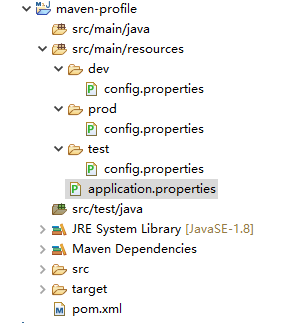 maven-profile
src/main/java
src/main/resources
dev
config.properties
prod
config.properties
test
config.properties
application.properties
src/test/java
JRE System Library [JavaSE-1.8]
Maven Dependencies
src
target
pom.xml